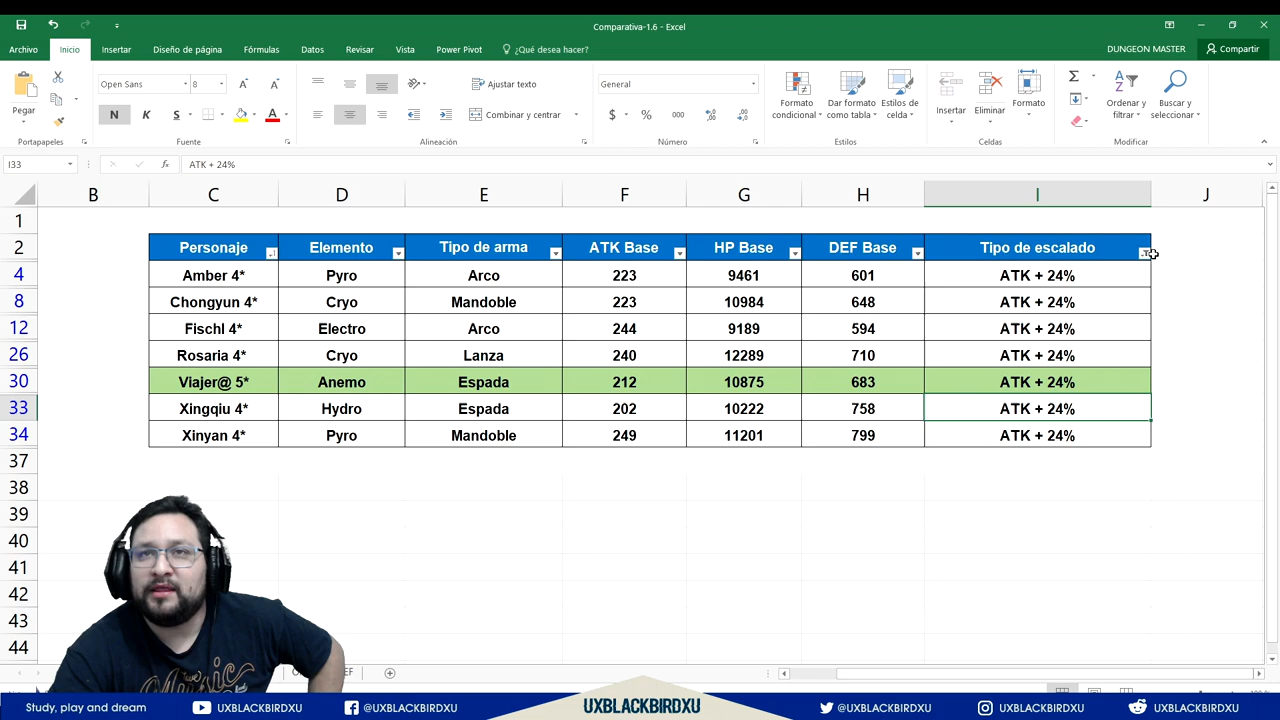 Comparativa-1.6 - Excel
Archivo Inicio Insertar Diseño de página Fórmulas Datos Revisar Vista Power Pivot ¿Qué desea hacer? DUNGEON MASTER Compartir
Pegar Open Sans 8 Ajustar texto General Formato condicional Dar formato como tabla Estilos de celda Insertar Eliminar Formato Ordenar y filtrar Buscar y seleccionar
N K S A Combinar y centrar $ % 000
Portapapeles Fuente Alineación Número Estilos Celdas Modificar
I33 fx ATK + 24%
B C D E F G H I J
1
2 Personaje Elemento Tipo de arma ATK Base HP Base DEF Base Tipo de escalado
4 Amber 4* Pyro Arco 223 9461 601 ATK + 24%
8 Chongyun 4* Cryo Mandoble 223 10984 648 ATK + 24%
12 Fischl 4* Electro Arco 244 9189 594 ATK + 24%
26 Rosaria 4* Cryo Lanza 240 12289 710 ATK + 24%
30 Viajer@ 5* Anemo Espada 212 10875 683 ATK + 24%
33 Xingqiu 4* Hydro Espada 202 10222 758 ATK + 24%
34 Xinyan 4* Pyro Mandoble 249 11201 799 ATK + 24%
37
38
39
40
41
42
43
44
Study, play and dream UXBLACKBIRDXU @UXBLACKBIRDXU UXBLACKBIRDXU @UXBLACKBIRDXU UXBLACKBIRDXU UXBLACKBIRDXU